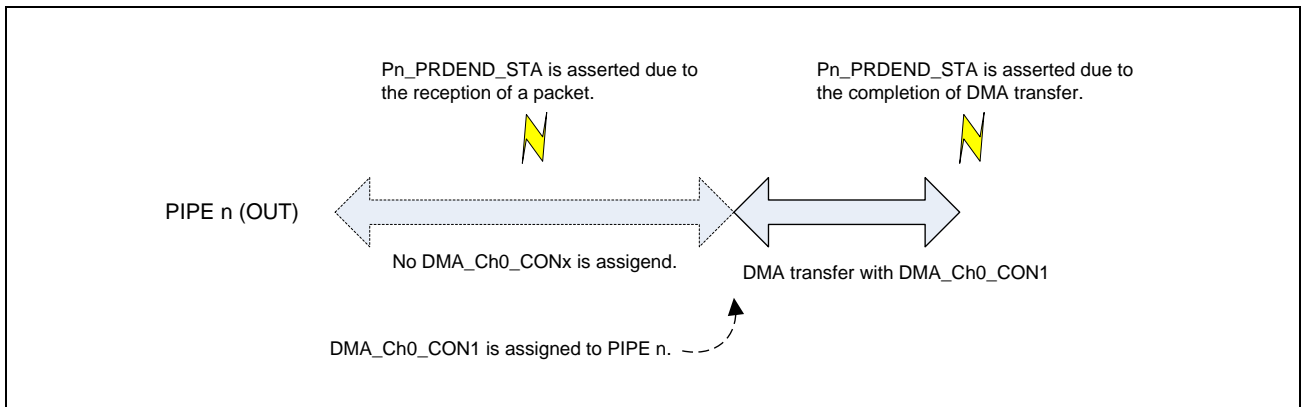 Pn_PRDEND_STA is asserted due to
the reception of a packet.
Pn_PRDEND_STA is asserted due to
the completion of DMA transfer.
PIPE n (OUT)
No DMA_Ch0_CONx is assigend.
DMA transfer with DMA_Ch0_CON1
DMA_Ch0_CON1 is assigned to PIPE n.